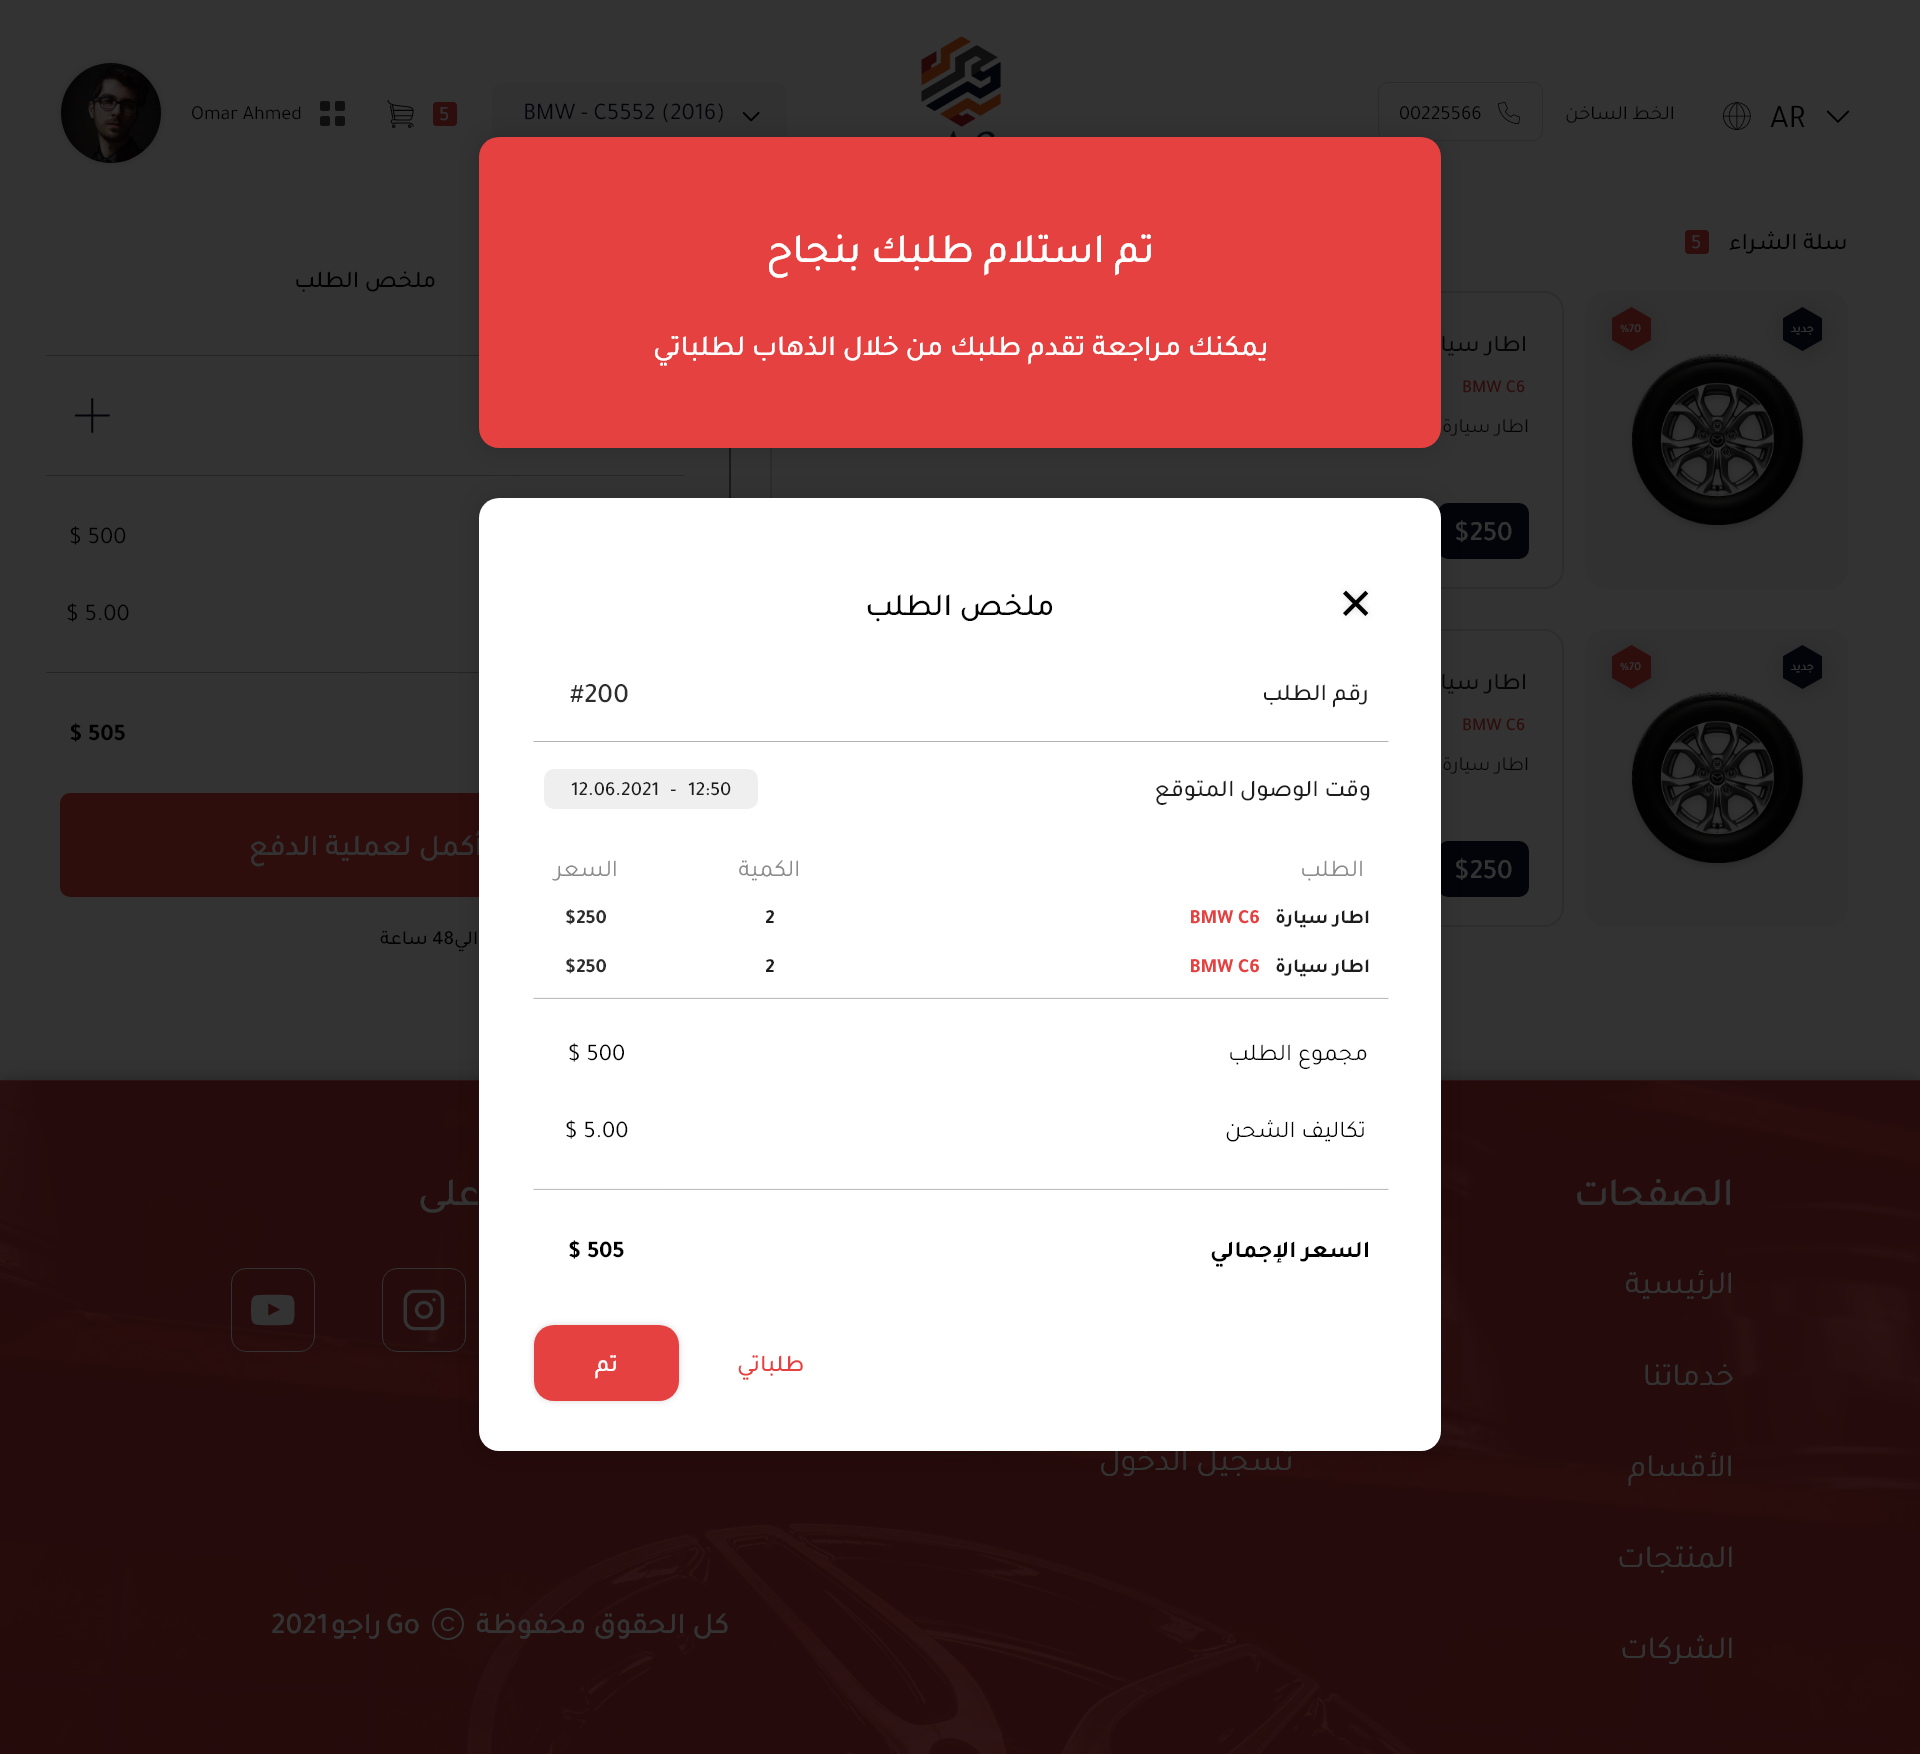 AR
الخط الساخن
00225566
BMW - C5552 (2016)
5
Omar Ahmed
سلة الشراء 5
تم استلام طلبك بنجاح
يمكنك مراجعة تقدم طلبك من خلال الذهاب لطلباتي
جديد
%70
اطار سيا
BMW C6
اطار سيارة
$250
جديد
%70
اطار سيا
BMW C6
اطار سيارة
$250
ملخص الطلب
$ 500
$ 5.00
$ 505
أكمل لعملية الدفع
الي48 ساعة
ملخص الطلب
رقم الطلب #200
وقت الوصول المتوقع 12.06.2021 - 12:50
الطلب الكمية السعر
اطار سيارة BMW C6 2 $250
اطار سيارة BMW C6 2 $250
مجموع الطلب $ 500
تكاليف الشحن $ 5.00
السعر الإجمالي $ 505
طلباتي
تم
الصفحات
الرئيسية
خدماتنا
الأقسام
المنتجات
الشركات
تسجيل الدخول
على
كل الحقوق محفوظة © Go راجو2021